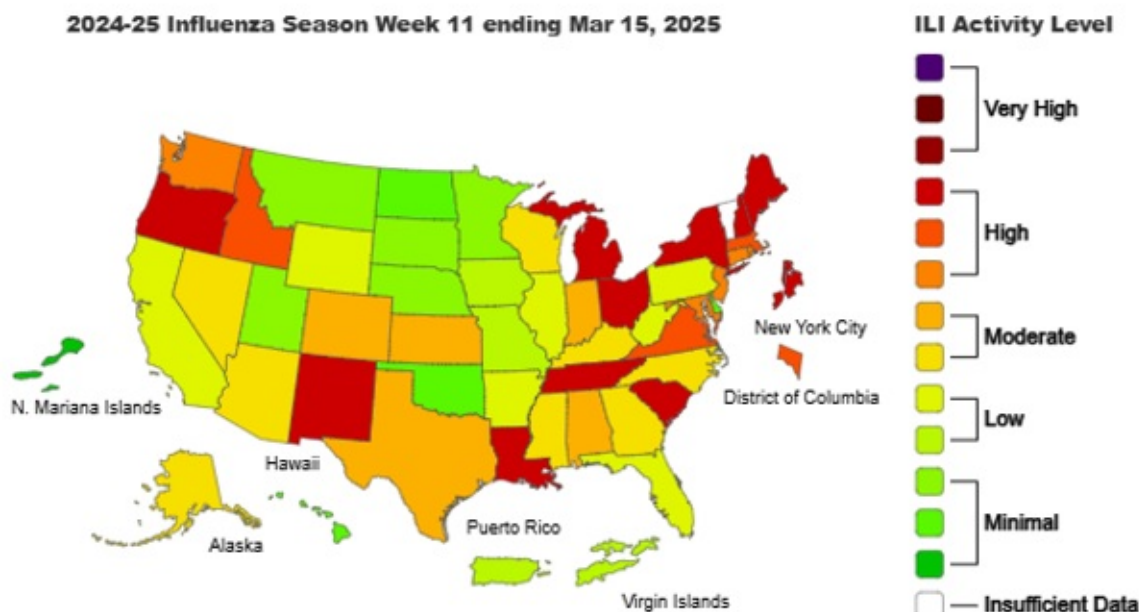 2024-25 Influenza Season Week 11 ending Mar 15, 2025
ILI Activity Level
Very High
High
Moderate
Low
Minimal
Insufficient Data
New York City
District of Columbia
N. Mariana Islands
Hawaii
Alaska
Puerto Rico
Virgin Islands